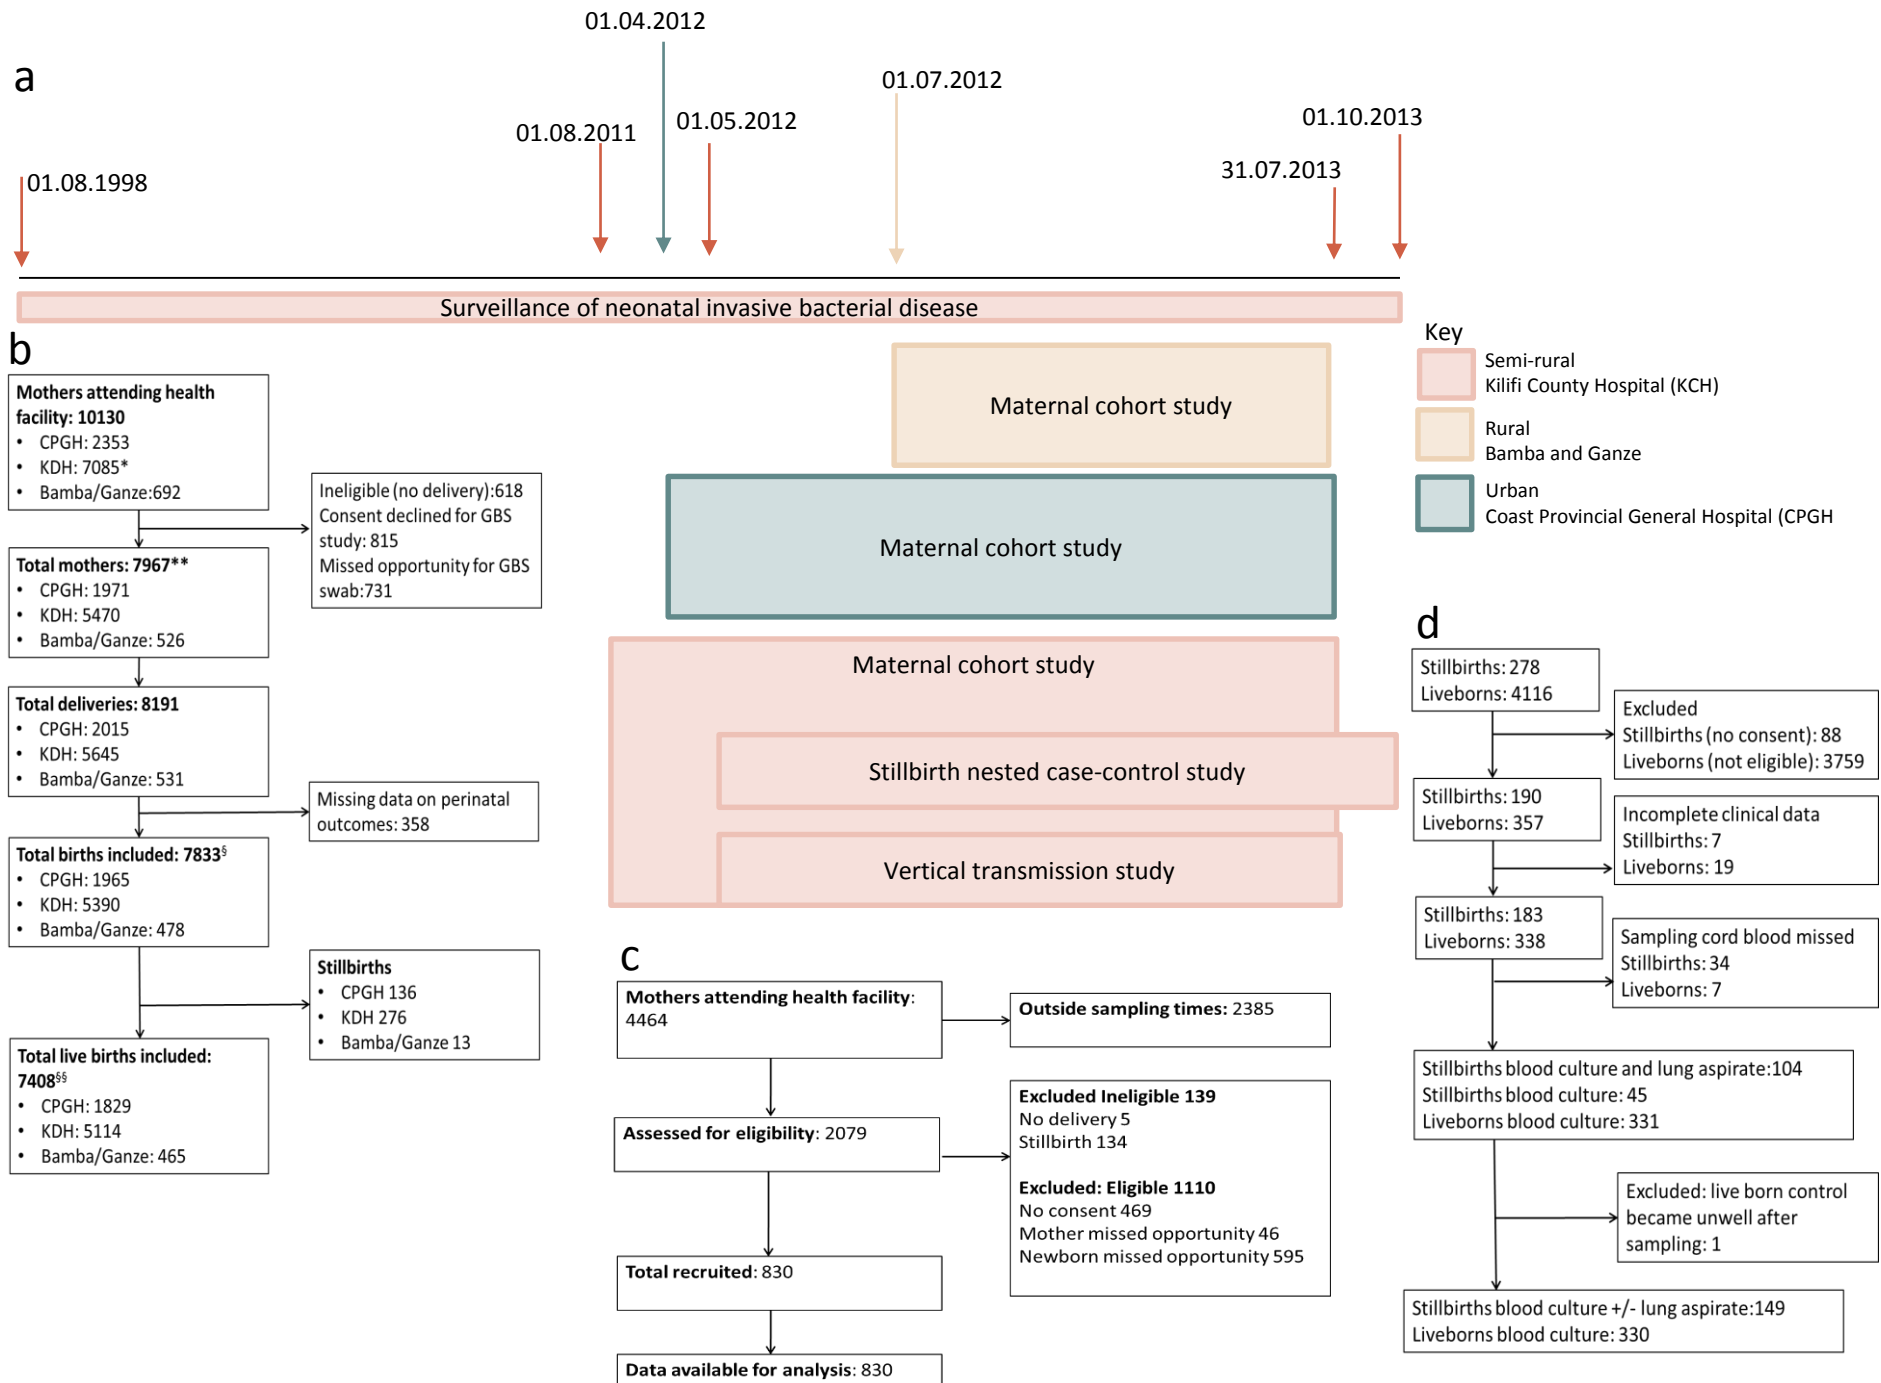 a
01.04.2012
01.07.2012
01.08.2011
01.05.2012
01.10.2013
31.07.2013
01.08.1998
Surveillance of neonatal invasive bacterial disease
Key
Semi-rural
Kilifi County Hospital (KCH)
Rural
Bamba and Ganze
Urban
Coast Provincial General Hospital (CPGH
Maternal cohort study
Maternal cohort study
Maternal cohort study
Stillbirth nested case-control study
Vertical transmission study
b
Mothers attending health
facility: 10130
• CPGH: 2353
• KDH: 7085*
• Bamba/Ganze:692
Ineligible (no delivery):618
Consent declined for GBS
study: 815
Missed opportunity for GBS
swab:731
Total mothers: 7967**
• CPGH: 1971
• KDH: 5470
• Bamba/Ganze: 526
Total deliveries: 8191
• CPGH: 2015
• KDH: 5645
• Bamba/Ganze: 531
Missing data on perinatal
outcomes: 358
Total births included: 7833§
• CPGH: 1965
• KDH: 5390
• Bamba/Ganze: 478
Stillbirths
• CPGH 136
• KDH 276
• Bamba/Ganze 13
Total live births included:
7408§§
• CPGH: 1829
• KDH: 5114
• Bamba/Ganze: 465
c
Mothers attending health facility:
4464
Outside sampling times: 2385
Assessed for eligibility: 2079
Excluded Ineligible 139
No delivery 5
Stillbirth 134
Excluded: Eligible 1110
No consent 469
Mother missed opportunity 46
Newborn missed opportunity 595
Total recruited: 830
Data available for analysis: 830
d
Stillbirths: 278
Liveborns: 4116
Excluded
Stillbirths (no consent): 88
Liveborns (not eligible): 3759
Stillbirths: 190
Liveborns: 357
Incomplete clinical data
Stillbirths: 7
Liveborns: 19
Stillbirths: 183
Liveborns: 338
Sampling cord blood missed
Stillbirths: 34
Liveborns: 7
Stillbirths blood culture and lung aspirate:104
Stillbirths blood culture: 45
Liveborns blood culture: 331
Excluded: live born control
became unwell after
sampling: 1
Stillbirths blood culture +/- lung aspirate:149
Liveborns blood culture: 330